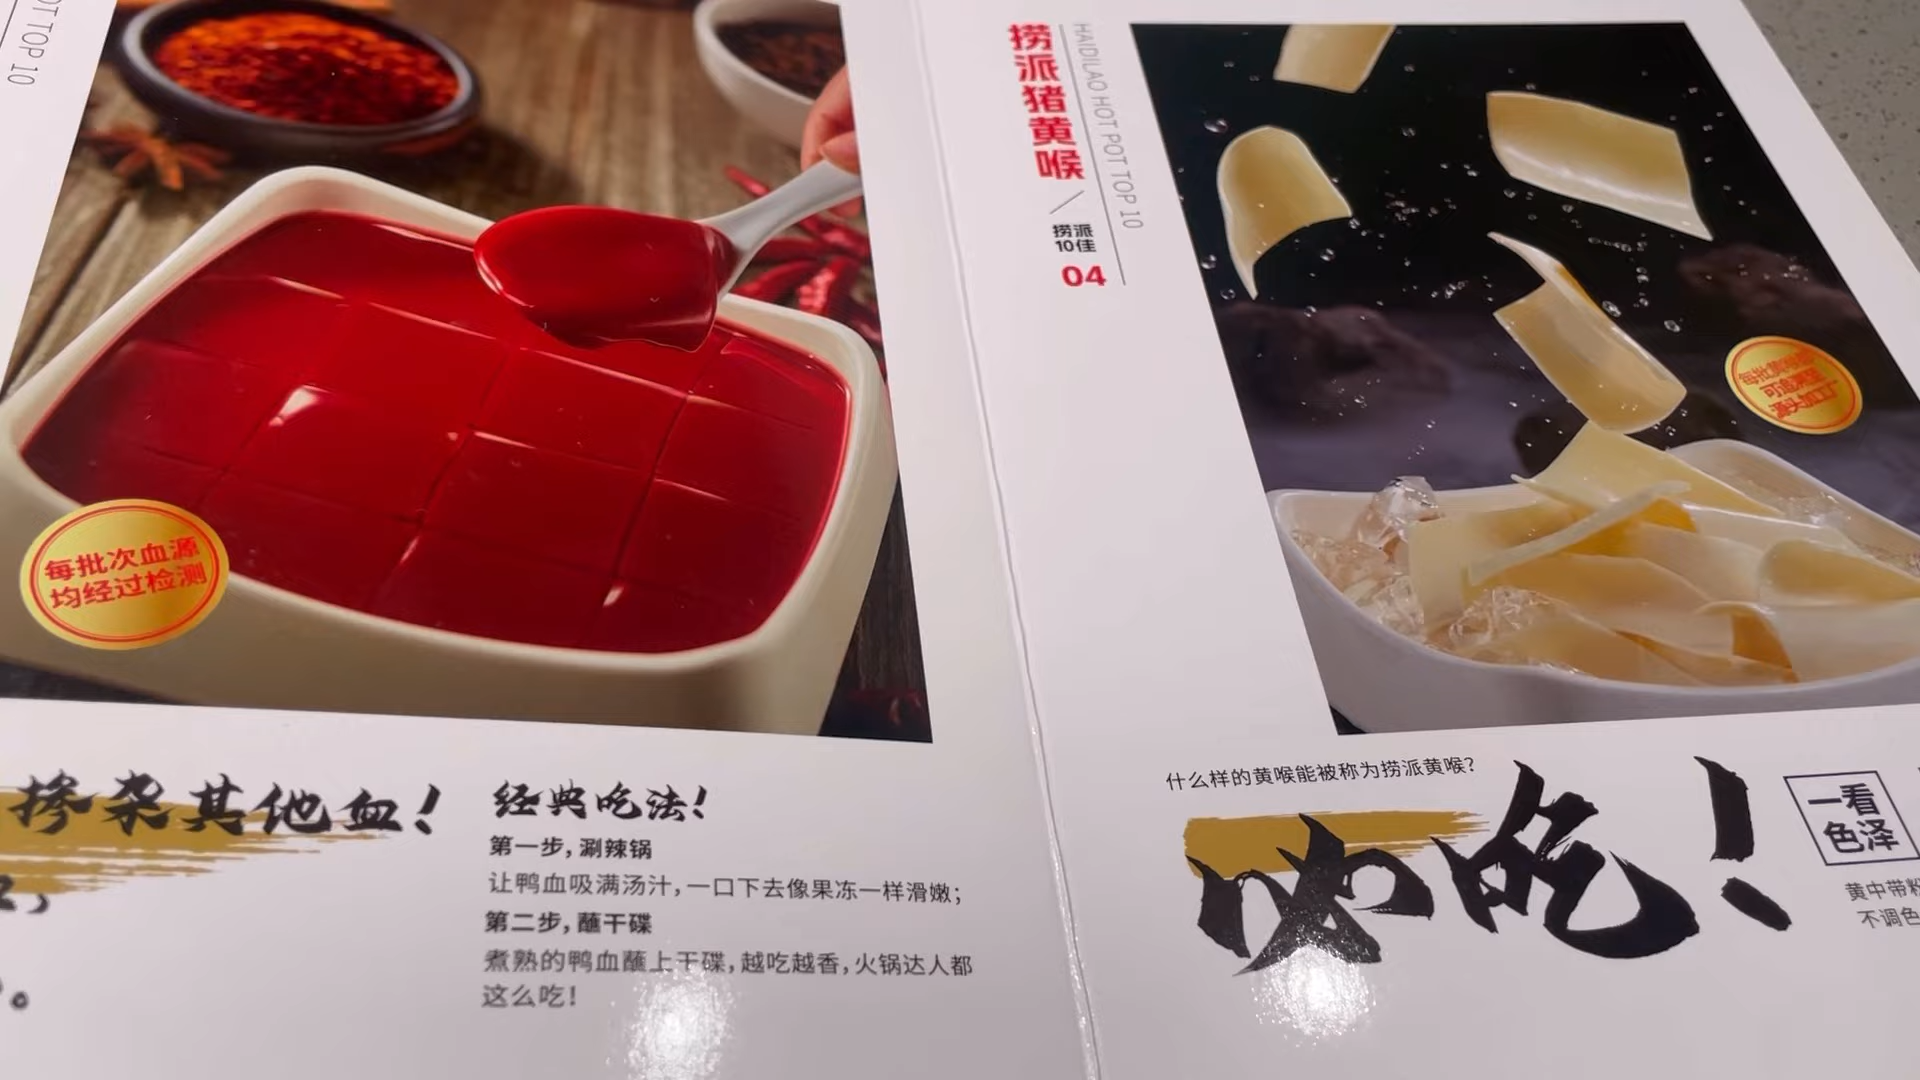 OT TOP 10
每批次血源
均经过检测
掺杂其他血！
经典吃法！
第一步，涮辣锅
让鸭血吸满汤汁，一口下去像果冻一样滑嫩；
第二步，蘸干碟
煮熟的鸭血蘸上干碟，越吃越香，火锅达人都
这么吃！
捞派猪黄喉
HAIDILAO HOT POT TOP 10
捞派
10佳
04
可追溯至
源头加工厂
什么样的黄喉能被称为捞派黄喉？
必吃！
一看
色泽
黄中带粉
不调色